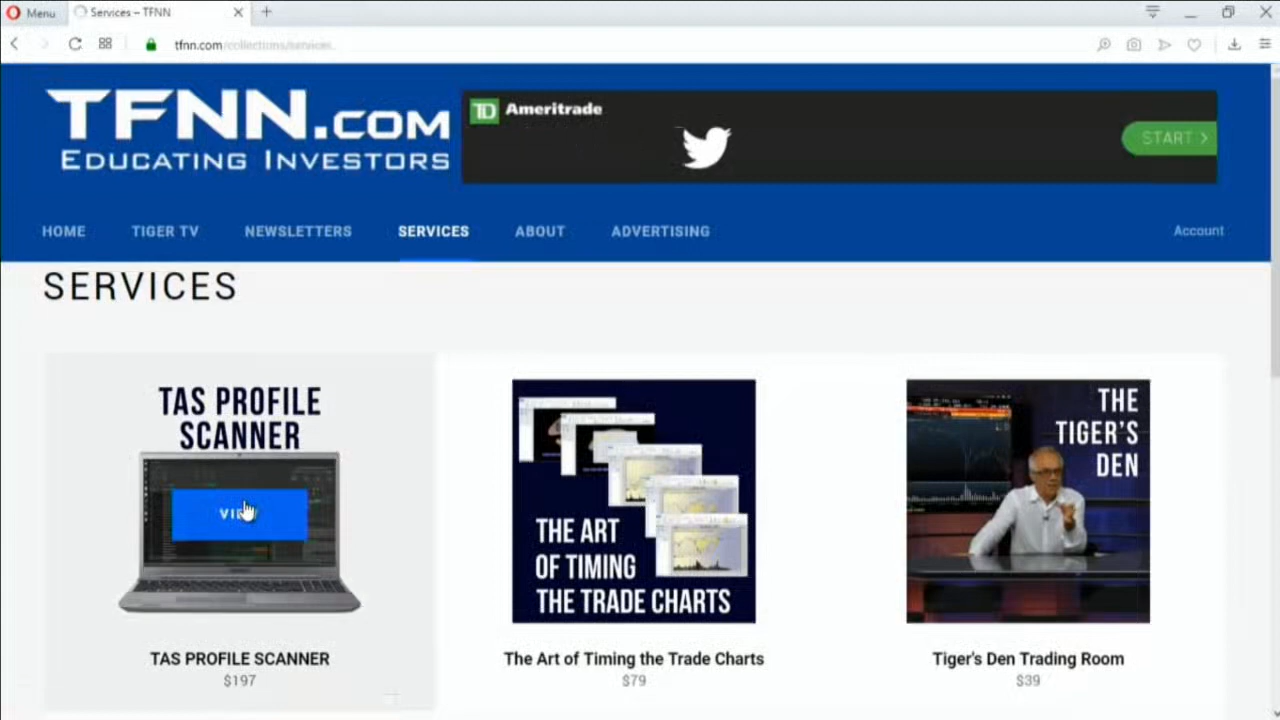 Menu
Services – TFNN
tfnn.com/collections/services
TFNN.COM
EDUCATING INVESTORS
TD Ameritrade
START >
HOME
TIGER TV
NEWSLETTERS
SERVICES
ABOUT
ADVERTISING
Account
SERVICES
TAS PROFILE
SCANNER
THE ART
OF TIMING
THE TRADE CHARTS
THE
TIGER'S
DEN
TAS PROFILE SCANNER
The Art of Timing the Trade Charts
Tiger's Den Trading Room
$197
$79
$39